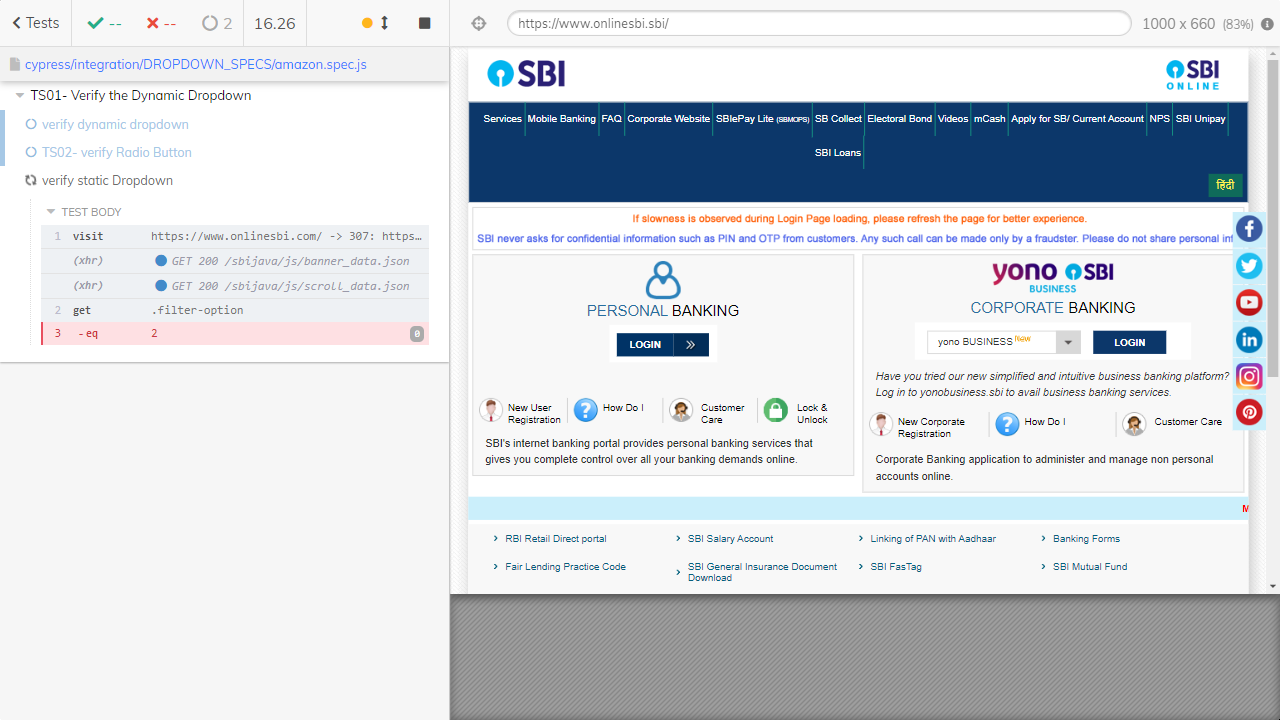 Tests
--
--
2
16.26
https://www.onlinesbi.sbi/
1000 x 660 (83%)
cypress/integration/DROPDOWN_SPECS/amazon.spec.js
TS01- Verify the Dynamic Dropdown
verify dynamic dropdown
TS02- verify Radio Button
verify static Dropdown
TEST BODY
1 visit https://www.onlinesbi.com/ -> 307: https…
(xhr) GET 200 /sbijava/js/banner_data.json
(xhr) GET 200 /sbijava/js/scroll_data.json
2 get .filter-option
3 - eq 2 0
SBI
SBI
ONLINE
Services Mobile Banking FAQ Corporate Website SBIePay Lite (SBMOPS) SB Collect Electoral Bond Videos mCash Apply for SB/ Current Account NPS SBI Unipay
SBI Loans
हिंदी
If slowness is observed during Login Page loading, please refresh the page for better experience.
SBI never asks for confidential information such as PIN and OTP from customers. Any such call can be made only by a fraudster. Please do not share personal inf
PERSONAL BANKING
LOGIN
New User
Registration
How Do I
Customer
Care
Lock &
Unlock
SBI's internet banking portal provides personal banking services that
gives you complete control over all your banking demands online.
yono SBI
BUSINESS
CORPORATE BANKING
yono BUSINESS New
LOGIN
Have you tried our new simplified and intuitive business banking platform?
Log in to yonobusiness.sbi to avail business banking services.
New Corporate
Registration
How Do I
Customer Care
Corporate Banking application to administer and manage non personal
accounts online.
M
RBI Retail Direct portal
SBI Salary Account
Linking of PAN with Aadhaar
Banking Forms
Fair Lending Practice Code
SBI General Insurance Document
Download
SBI FasTag
SBI Mutual Fund